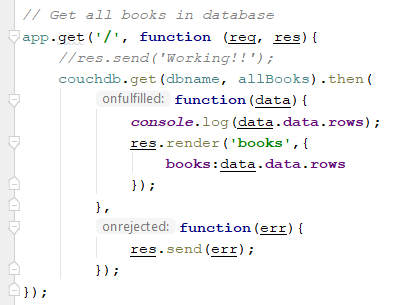 // Get all books in database
app.get('/', function (req, res){
    //res.send('Working!!');
    couchdb.get(dbname, allBooks).then(
        onfulfilled: function(data){
            console.log(data.data.rows);
            res.render('books',{
                books:data.data.rows
            });
        },
        onrejected: function(err){
            res.send(err);
        });
});